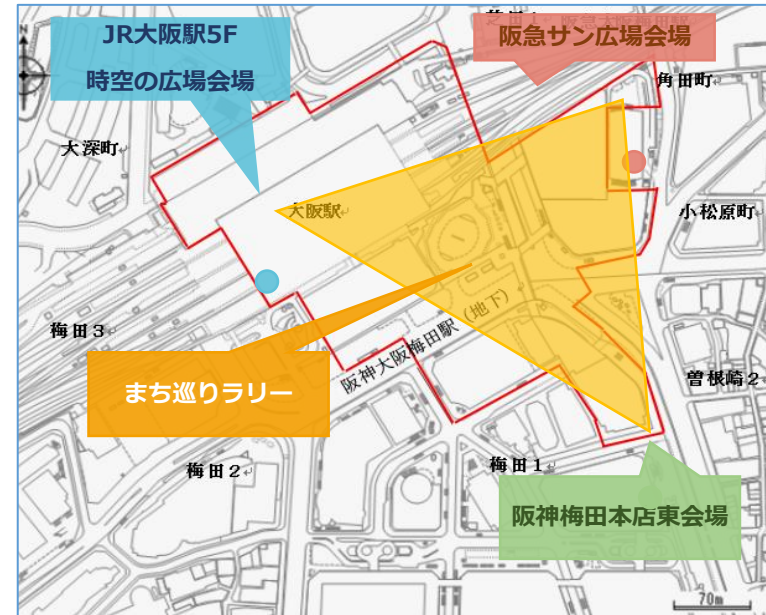 JR大阪駅5F
時空の広場会場
阪急サン広場会場
角田町
大深町
大阪駅
小松原町
梅田3
阪神大阪梅田駅（地下）
まち巡りラリー
曽根崎2
梅田2
梅田1
阪神梅田本店東会場
70m
N